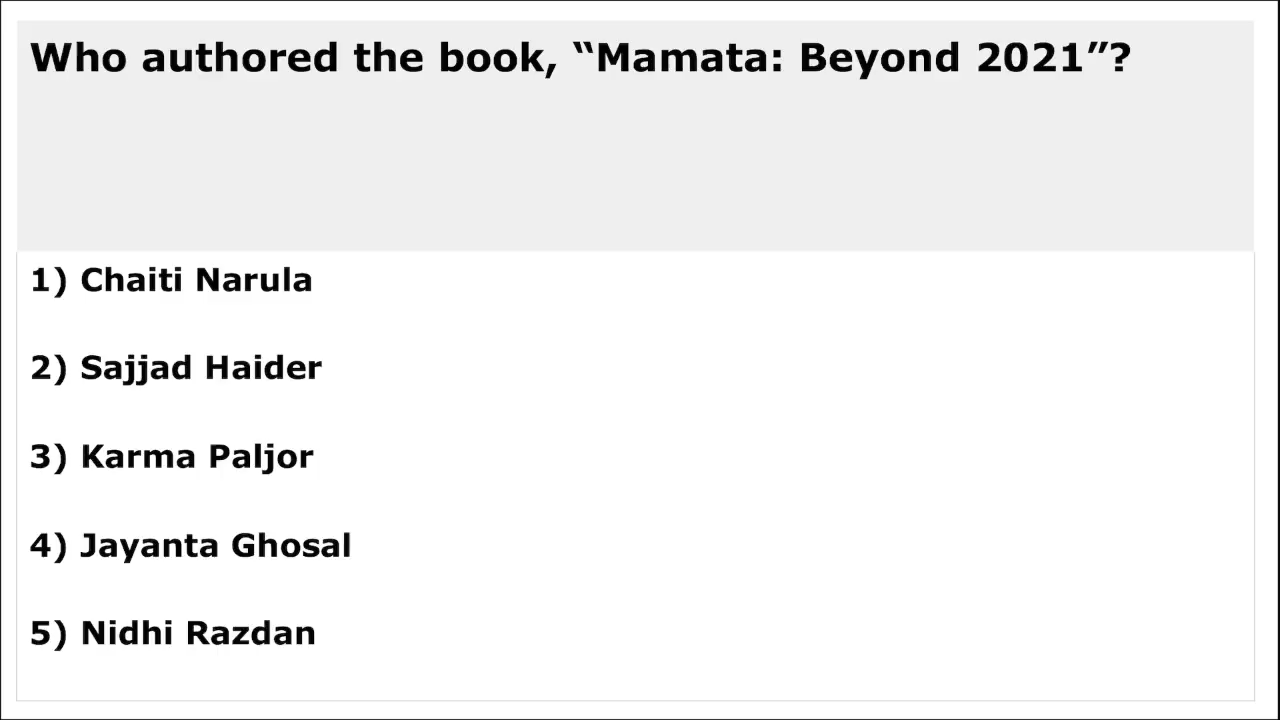 Who authored the book, “Mamata: Beyond 2021”?
1) Chaiti Narula
2) Sajjad Haider
3) Karma Paljor
4) Jayanta Ghosal
5) Nidhi Razdan